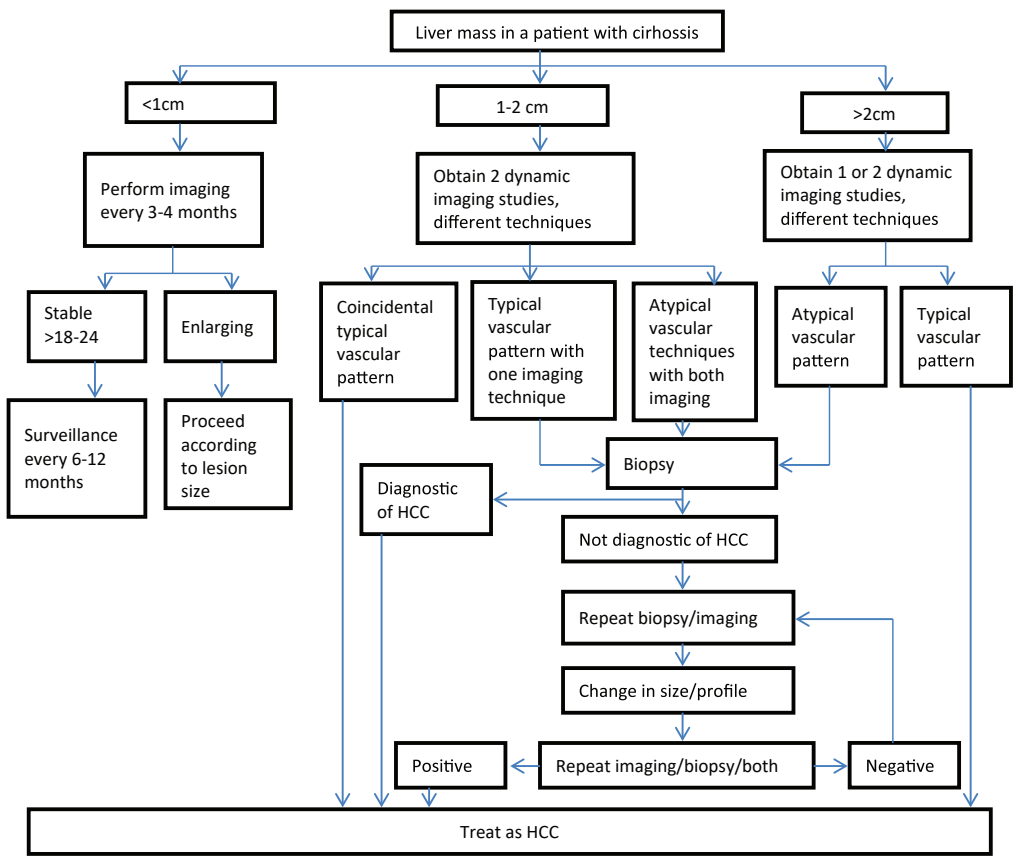 Liver mass in a patient with cirhossis
<1cm
1-2 cm
>2cm
Perform imaging
every 3-4 months
Obtain 2 dynamic
imaging studies,
different techniques
Obtain 1 or 2 dynamic
imaging studies,
different techniques
Stable
>18-24
Enlarging
Coincidental
typical
vascular
pattern
Typical
vascular
pattern with
one imaging
technique
Atypical
vascular
techniques
with both
imaging
Atypical
vascular
pattern
Typical
vascular
pattern
Surveillance
every 6-12
months
Proceed
according
to lesion
size
Biopsy
Diagnostic
of HCC
Not diagnostic of HCC
Repeat biopsy/imaging
Change in size/profile
Positive
Repeat imaging/biopsy/both
Negative
Treat as HCC